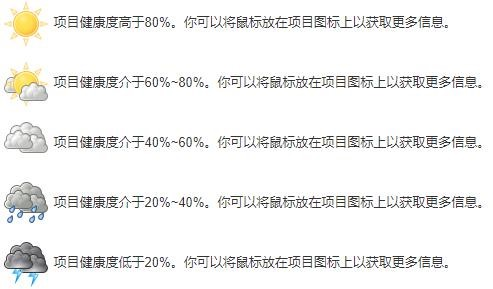 项目健康度高于80%。你可以将鼠标放在项目图标上以获取更多信息。
项目健康度介于60%~80%。你可以将鼠标放在项目图标上以获取更多信息。
项目健康度介于40%~60%。你可以将鼠标放在项目图标上以获取更多信息。
项目健康度介于20%~40%。你可以将鼠标放在项目图标上以获取更多信息。
项目健康度低于20%。你可以将鼠标放在项目图标上以获取更多信息。